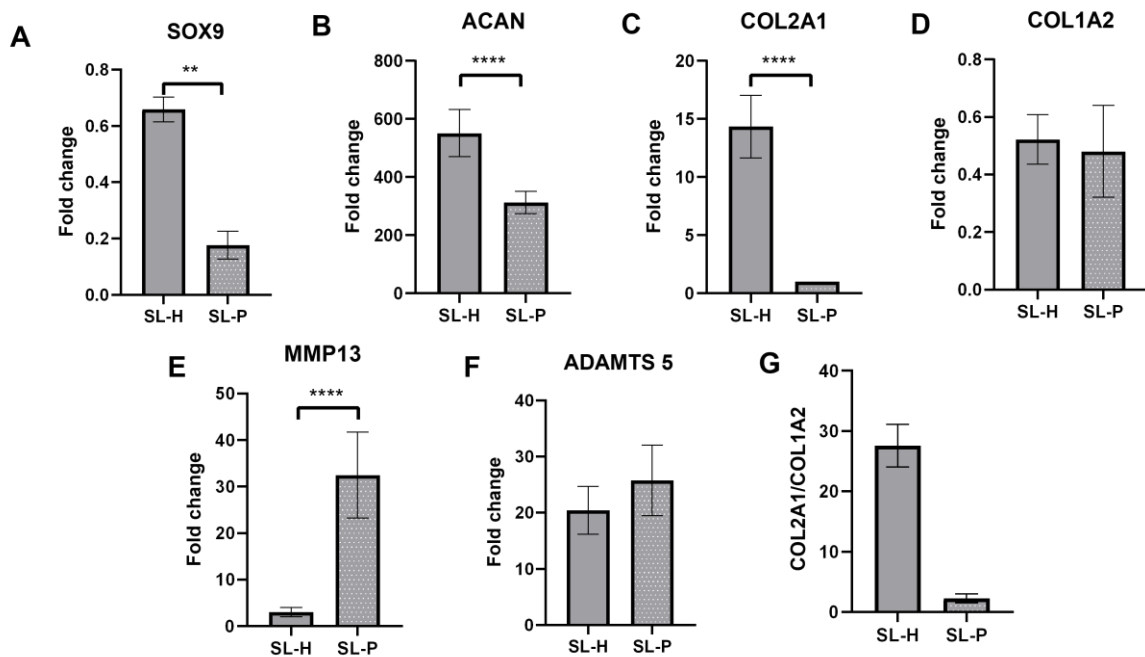 A
SOX9
Fold change
0.8
0.6
0.4
0.2
0.0
**
SL-H SL-P
B
ACAN
Fold change
800
600
400
200
0
****
SL-H SL-P
C
COL2A1
Fold change
20
15
10
5
0
****
SL-H SL-P
D
COL1A2
Fold change
0.8
0.6
0.4
0.2
0.0
SL-H SL-P
E
MMP13
Fold change
50
40
30
20
10
0
****
SL-H SL-P
F
ADAMTS 5
Fold change
40
30
20
10
0
SL-H SL-P
G
COL2A1/COL1A2
40
30
20
10
0
SL-H SL-P